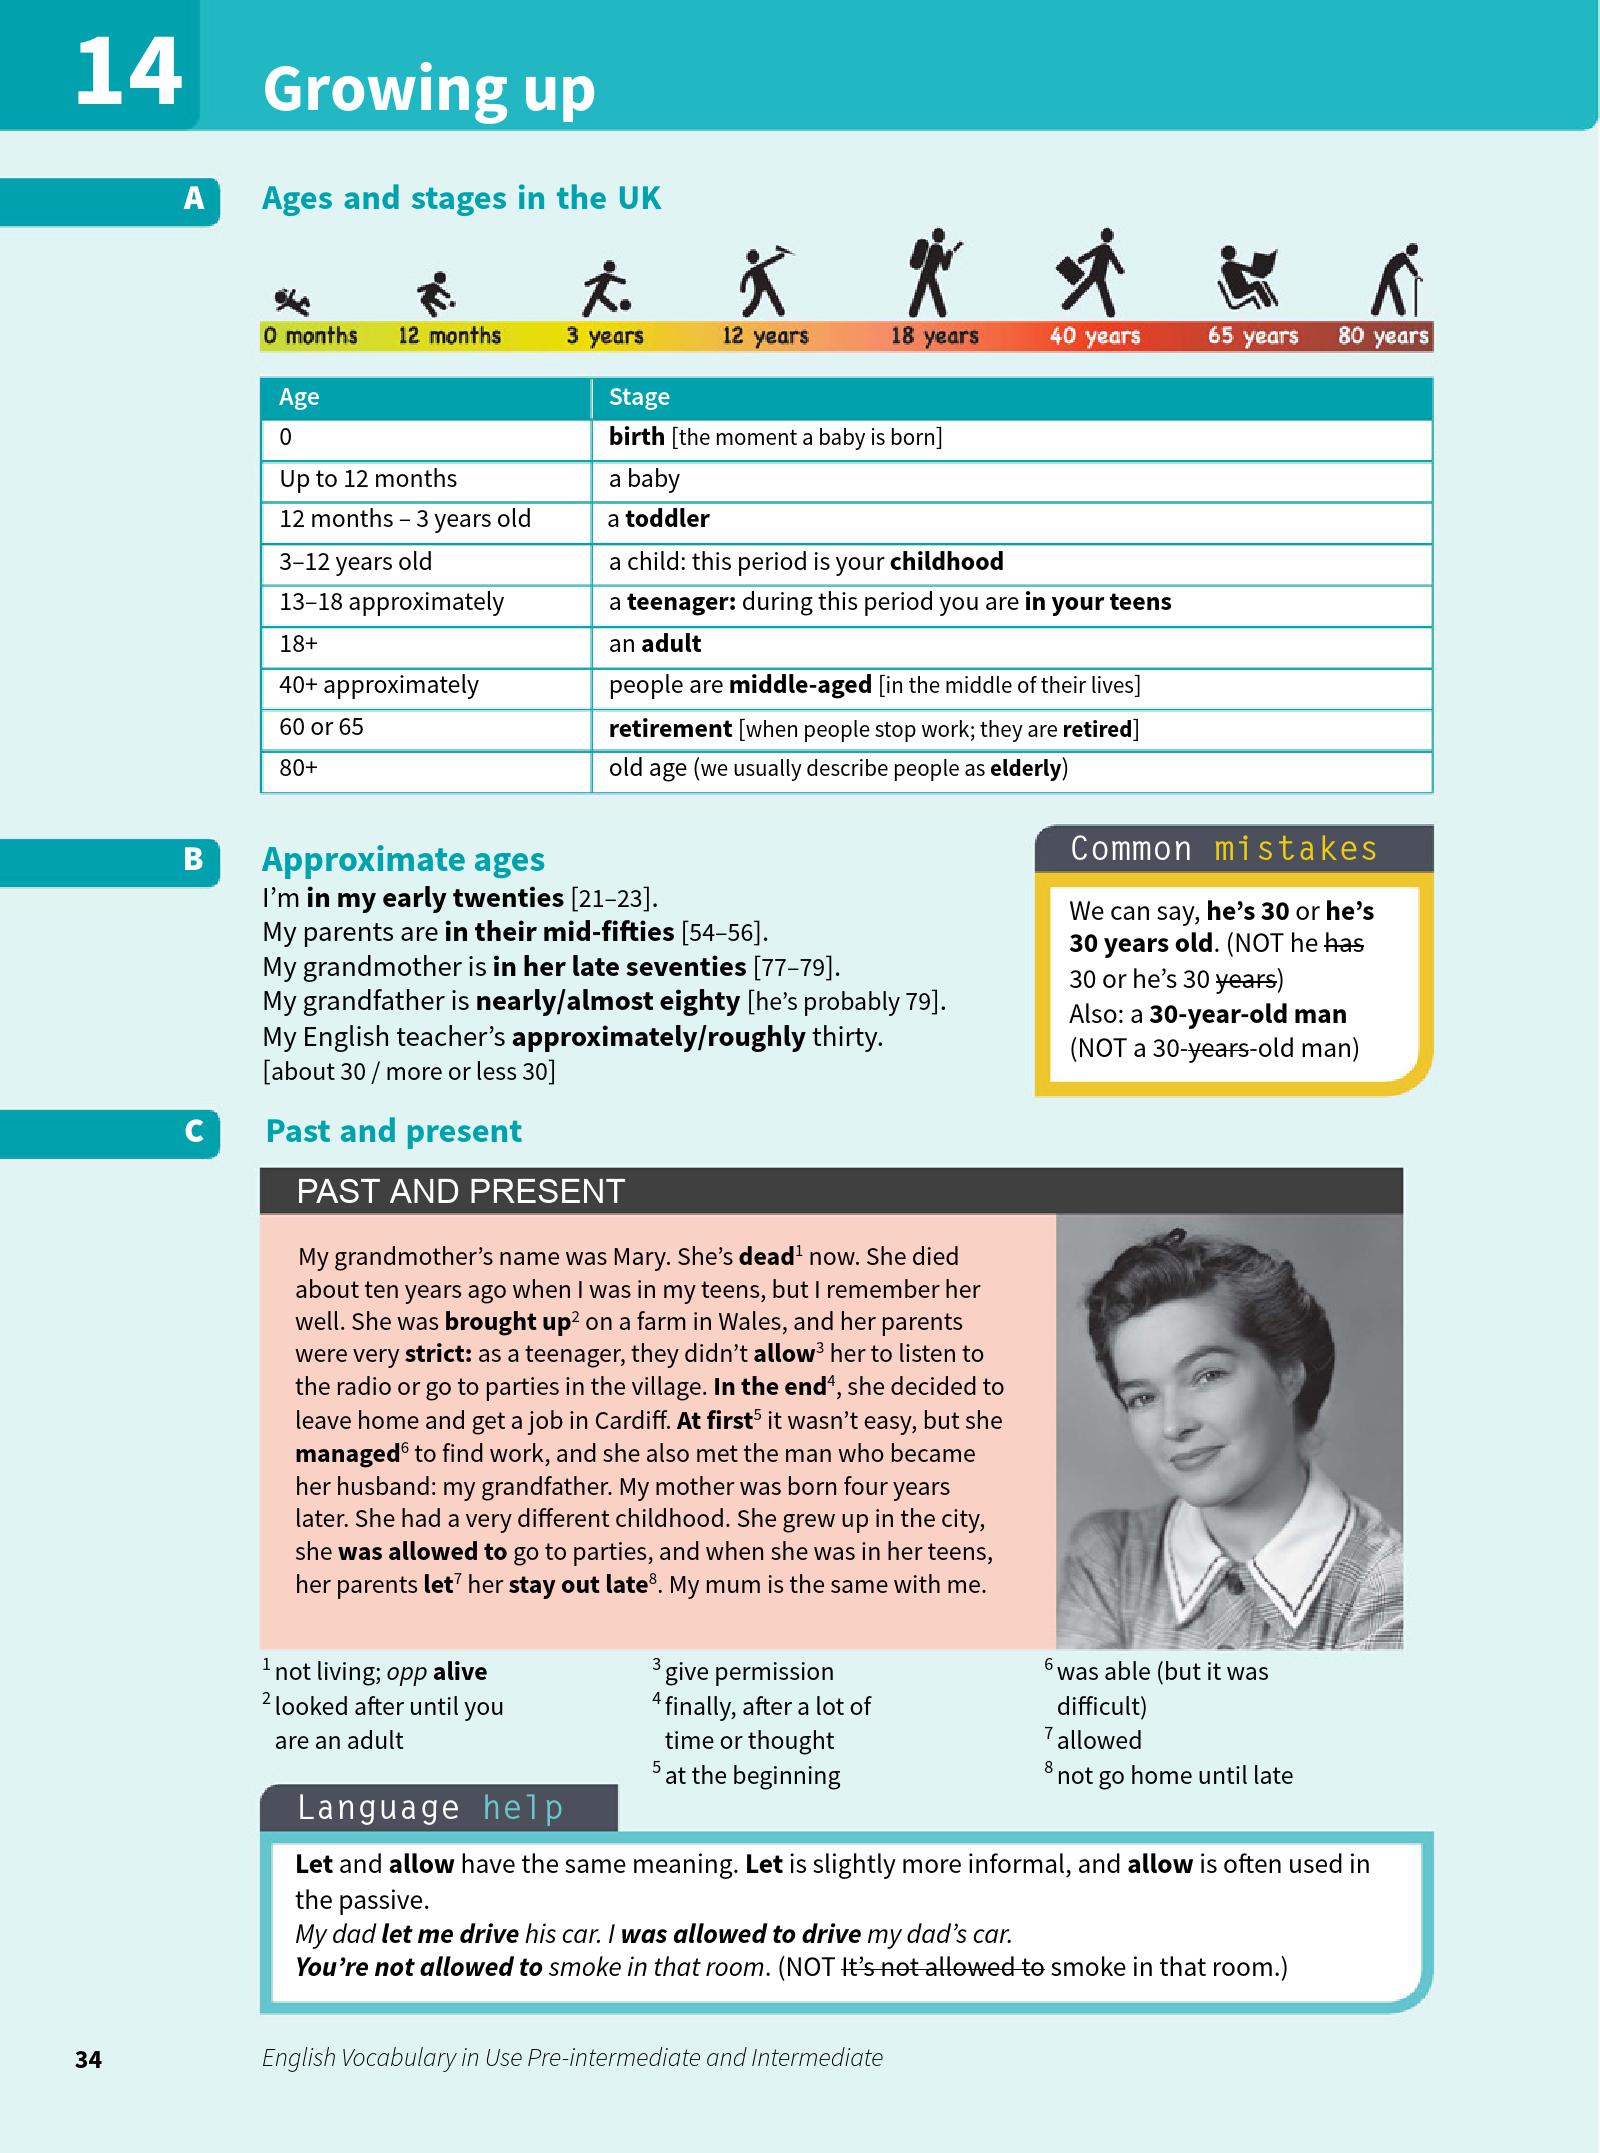 14
Growing up
A
Ages and stages in the UK
0 months 12 months 3 years 12 years 18 years 40 years 65 years 80 years
Age Stage
0 birth [the moment a baby is born]
Up to 12 months a baby
12 months – 3 years old a toddler
3–12 years old a child: this period is your childhood
13–18 approximately a teenager: during this period you are in your teens
18+ an adult
40+ approximately people are middle-aged [in the middle of their lives]
60 or 65 retirement [when people stop work; they are retired]
80+ old age (we usually describe people as elderly)
B
Approximate ages
I’m in my early twenties [21–23].
My parents are in their mid-fifties [54–56].
My grandmother is in her late seventies [77–79].
My grandfather is nearly/almost eighty [he’s probably 79].
My English teacher’s approximately/roughly thirty.
[about 30 / more or less 30]
Common mistakes
We can say, he’s 30 or he’s
30 years old. (NOT he has
30 or he’s 30 years)
Also: a 30-year-old man
(NOT a 30-years-old man)
C
Past and present
PAST AND PRESENT
My grandmother’s name was Mary. She’s dead1 now. She died
about ten years ago when I was in my teens, but I remember her
well. She was brought up2 on a farm in Wales, and her parents
were very strict: as a teenager, they didn’t allow3 her to listen to
the radio or go to parties in the village. In the end4, she decided to
leave home and get a job in Cardiff. At first5 it wasn’t easy, but she
managed6 to find work, and she also met the man who became
her husband: my grandfather. My mother was born four years
later. She had a very different childhood. She grew up in the city,
she was allowed to go to parties, and when she was in her teens,
her parents let7 her stay out late8. My mum is the same with me.
1 not living; opp alive
2 looked after until you
are an adult
3 give permission
4 finally, after a lot of
time or thought
5 at the beginning
6 was able (but it was
difficult)
7 allowed
8 not go home until late
Language help
Let and allow have the same meaning. Let is slightly more informal, and allow is often used in
the passive.
My dad let me drive his car. I was allowed to drive my dad’s car.
You’re not allowed to smoke in that room. (NOT It’s not allowed to smoke in that room.)
34
English Vocabulary in Use Pre-intermediate and Intermediate